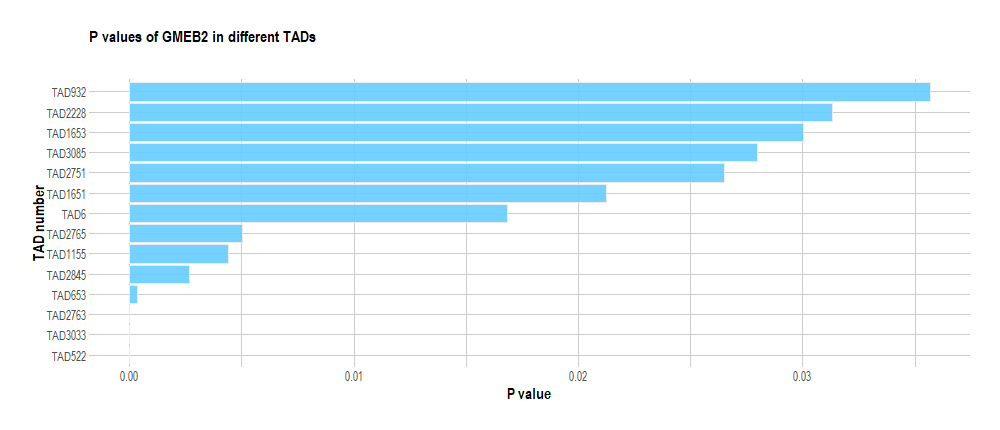 P values of GMEB2 in different TADs
TAD932
TAD2228
TAD1653
TAD3085
TAD2751
TAD1651
TAD6
TAD2765
TAD1155
TAD2845
TAD653
TAD2763
TAD3033
TAD522
TAD number
0.00 0.01 0.02 0.03
P value